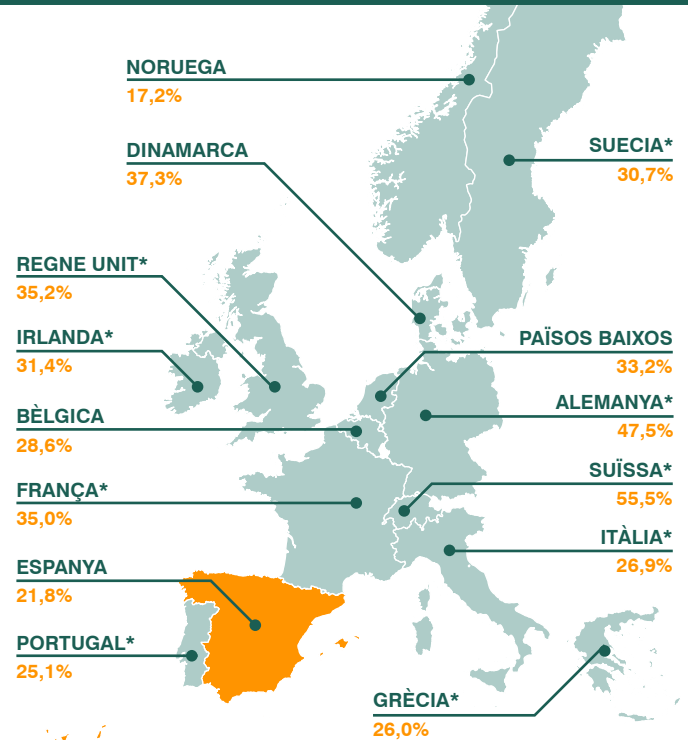 NORUEGA
17,2%
DINAMARCA
37,3%
SUECIA*
30,7%
REGNE UNIT*
35,2%
IRLANDA*
31,4%
PAÏSOS BAIXOS
33,2%
ALEMANYA*
47,5%
BÈLGICA
28,6%
SUÏSSA*
55,5%
FRANÇA*
35,0%
ITÀLIA*
26,9%
ESPANYA
21,8%
PORTUGAL*
25,1%
GRÈCIA*
26,0%